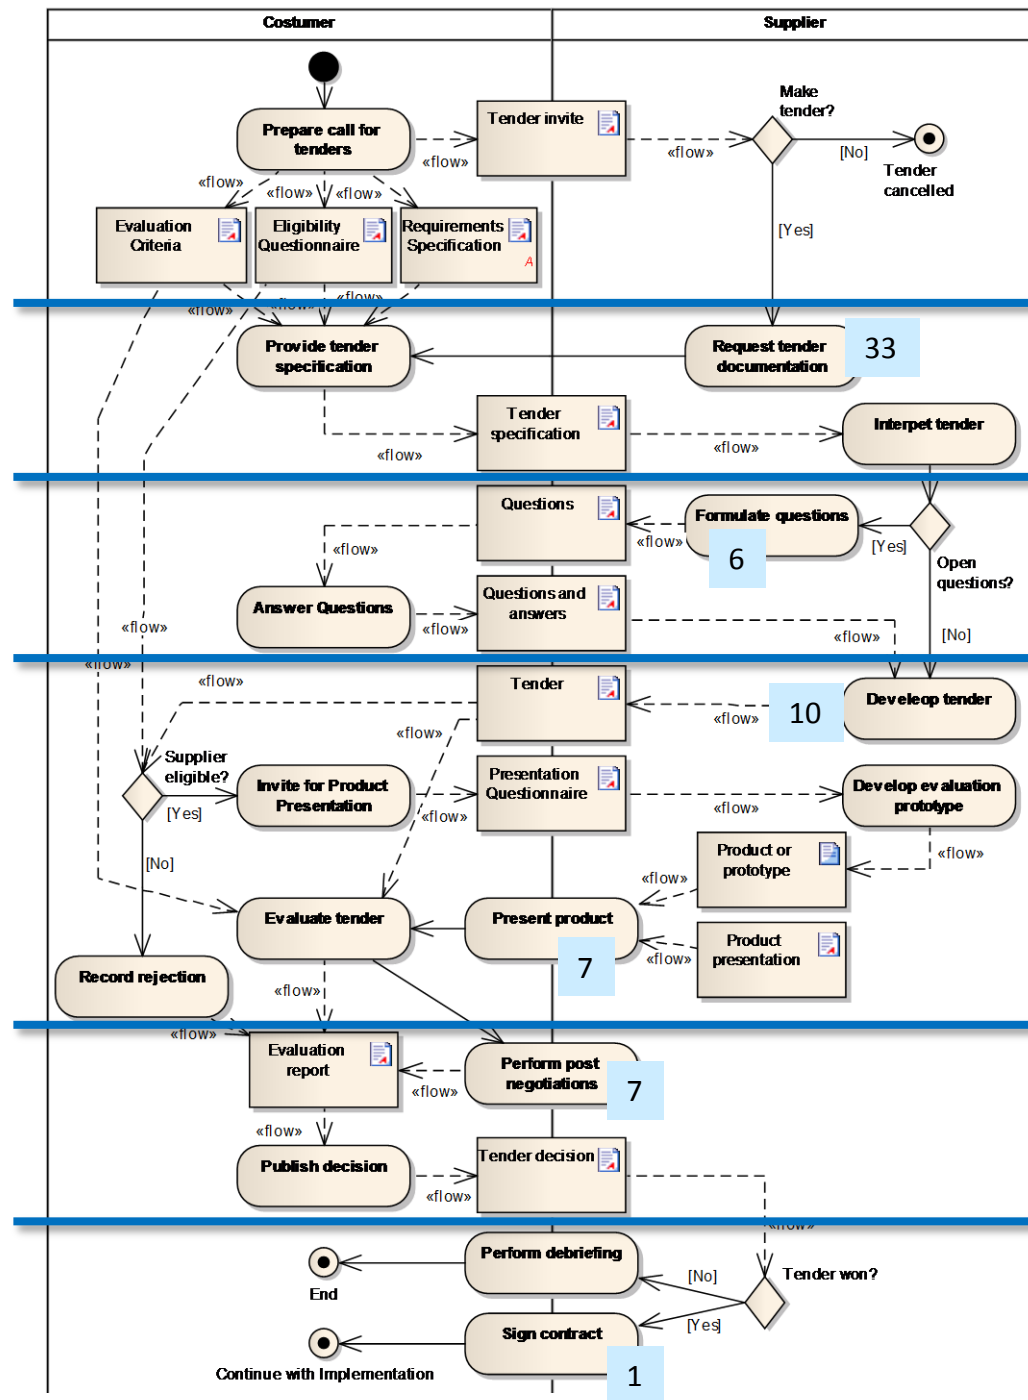 Costumer
Supplier
Make
tender?
Prepare call for
tenders
«flow»
Tender invite
«flow»
[No]
Tender
cancelled
«flow»
«flow»
«flow»
Evaluation
Criteria
Eligibility
Questionnaire
Requirements
Specification
A
[Yes]
«flow»
«flow»
«flow»
Provide tender
specification
Request tender
documentation
33
Tender
specification
«flow»
«flow»
Interpet tender
Questions
Formulate questions
«flow»
[Yes]
6
Open
questions?
«flow»
Answer Questions
«flow»
Questions and
answers
«flow»
[No]
«flow»
«flow»
«flow»
Tender
«flow»
10
Develeop tender
«flow»
Supplier
eligible?
[Yes]
Invite for Product
Presentation
«flow»
Presentation
Questionnaire
«flow»
Develop evaluation
prototype
[No]
«flow»
Product or
prototype
«flow»
Evaluate tender
Present product
7
«flow»
Product
presentation
Record rejection
«flow»
«flow»
Evaluation
report
«flow»
Perform post
negotiations
7
«flow»
Publish decision
«flow»
Tender decision
«flow»
Perform debriefing
End
[No]
Tender won?
[Yes]
Sign contract
Continue with Implementation
1